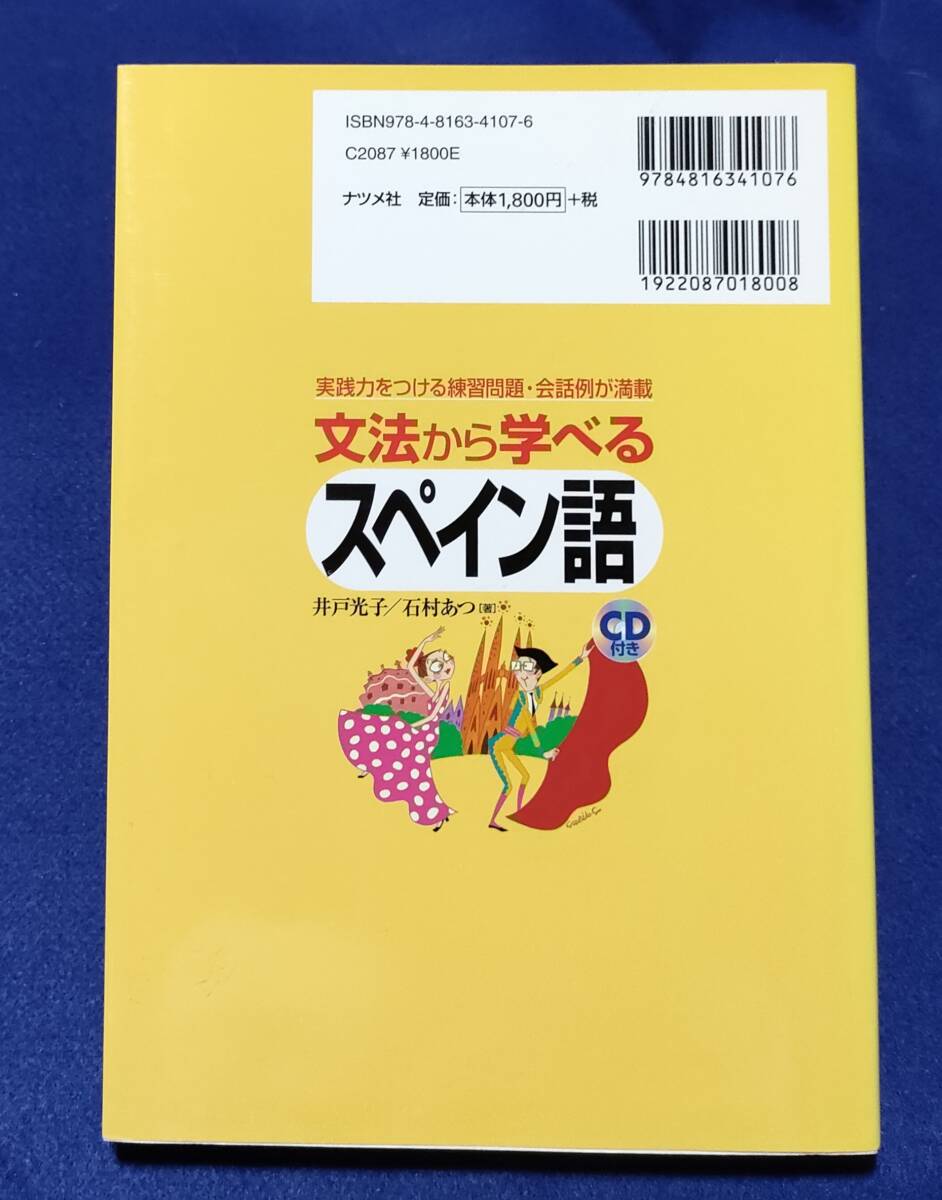 ISBN978-4-8163-4107-6
C2087 ¥1800E
ナツメ社 定価：本体1,800円+税
9784816341076
1922087018008
実践力をつける練習問題・会話例が満載
文法から学べる
スペイン語
井戸光子／石村あつ[著]
CD
付き